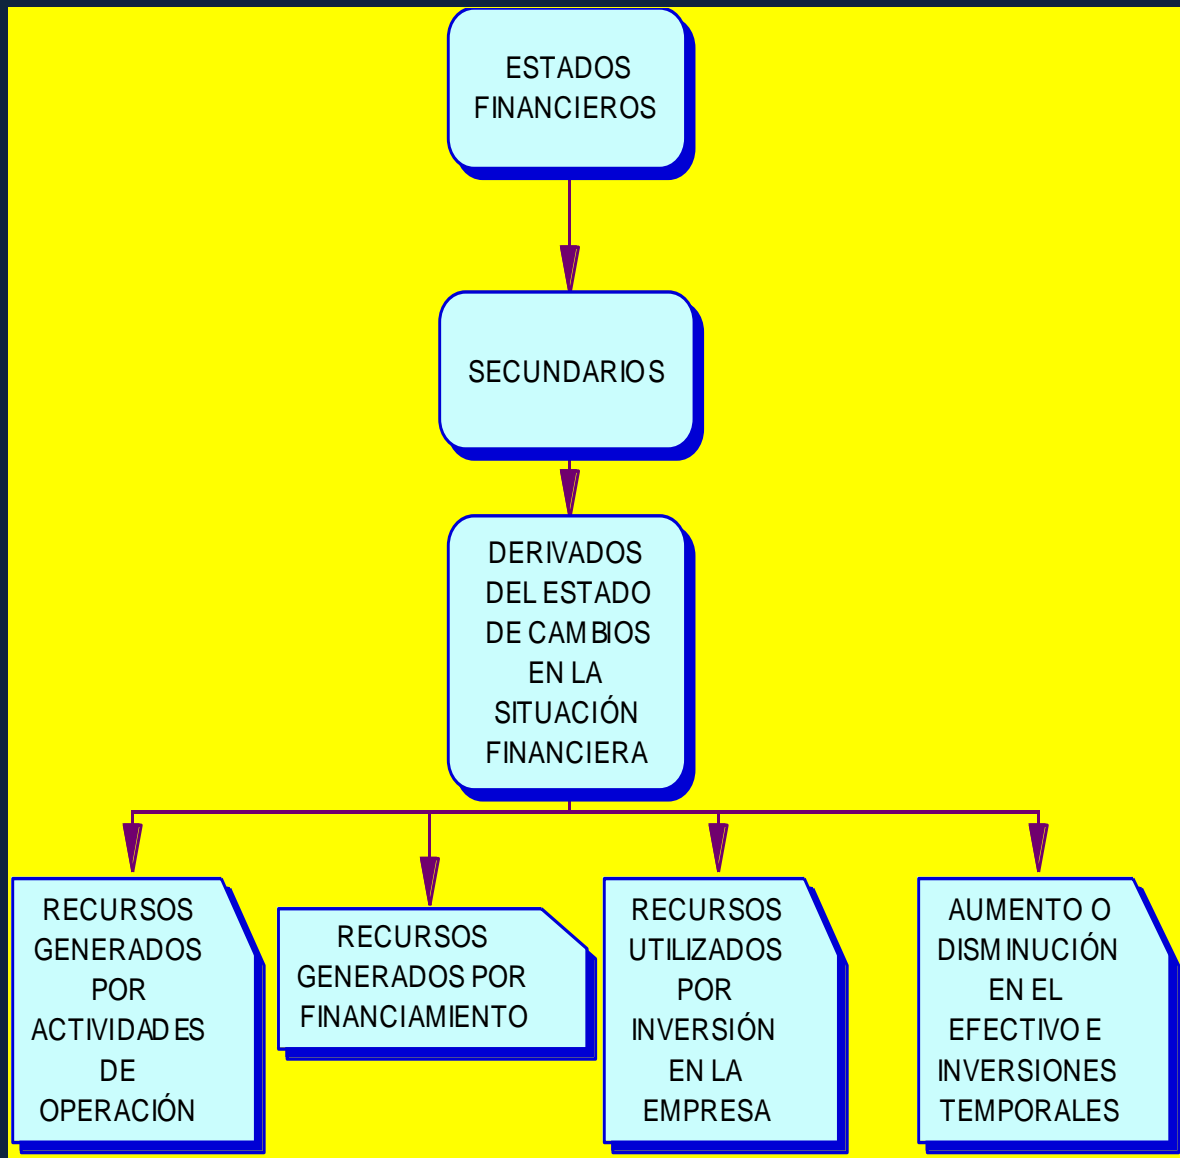 ESTADOS
FINANCIEROS
SECUNDARIOS
DERIVADOS
DEL ESTADO
DE CAMBIOS
EN LA
SITUACIÓN
FINANCIERA
RECURSOS
GENERADOS
POR
ACTIVIDADES
DE
OPERACIÓN
RECURSOS
GENERADOS POR
FINANCIAMIENTO
RECURSOS
UTILIZADOS
POR
INVERSIÓN
EN LA
EMPRESA
AUMENTO O
DISMINUCIÓN
EN EL
EFECTIVO E
INVERSIONES
TEMPORALES